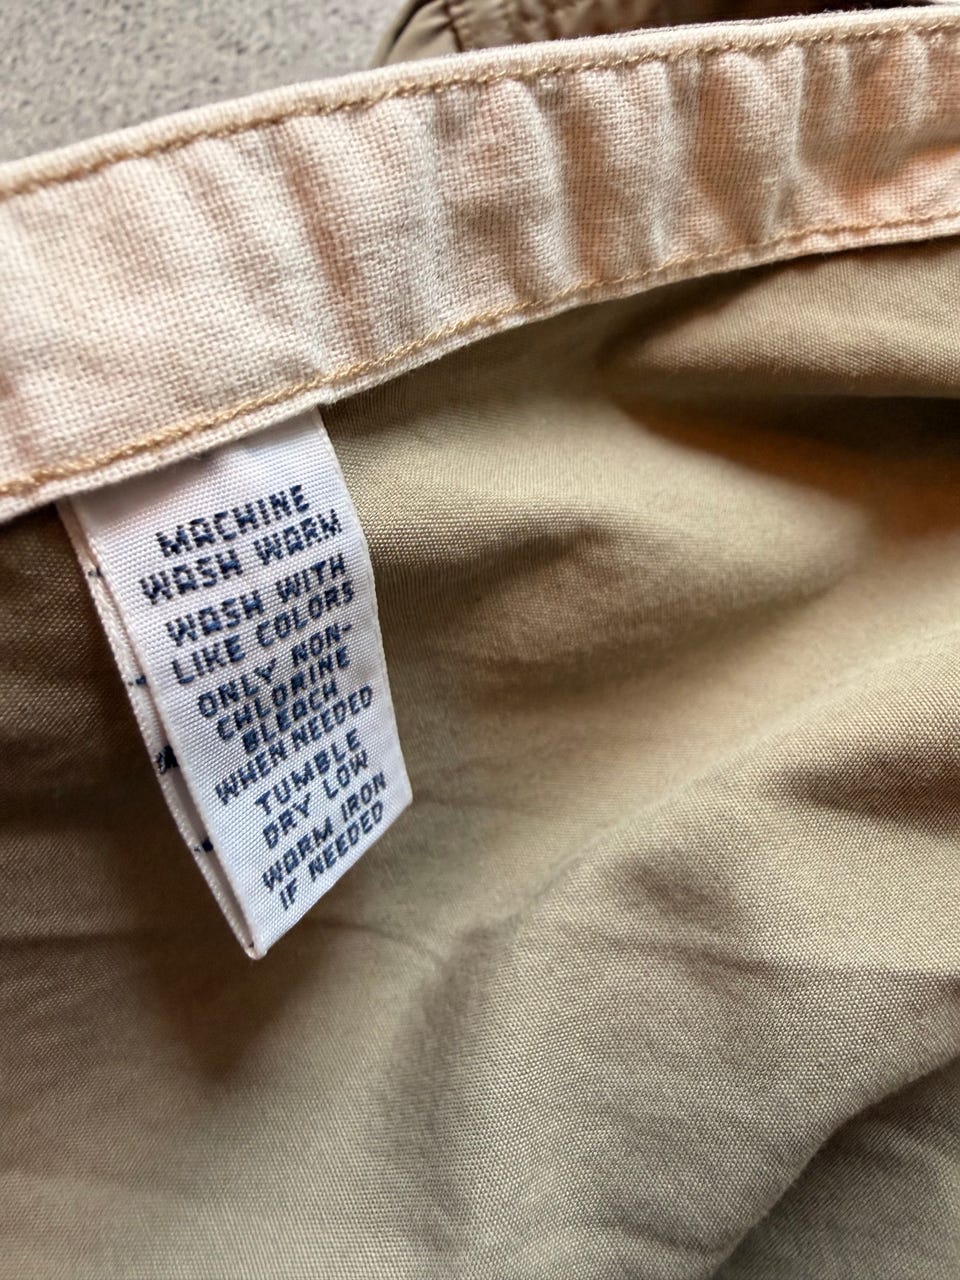 MACHINE
WASH WARM
WASH WITH
LIKE COLORS
ONLY NON-
CHLORINE
BLEACH
WHEN NEEDED
TUMBLE
DRY LOW
WARM IRON
IF NEEDED